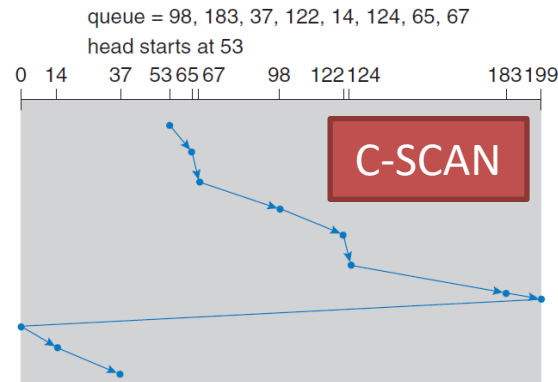 queue = 98, 183, 37, 122, 14, 124, 65, 67
head starts at 53
0 14 37 53 65 67 98 122 124 183 199
C-SCAN